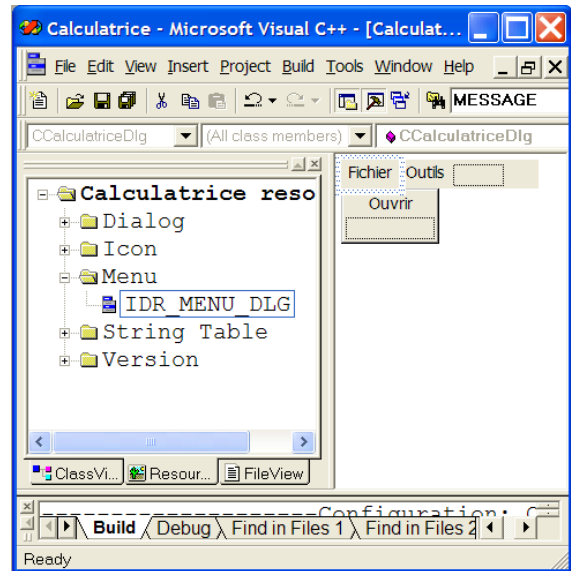 Calculatrice - Microsoft Visual C++ - [Calculat...
File Edit View Insert Project Build Tools Window Help
MESSAGE
CCalculatriceDlg (All class members) CCalculatriceDlg
Fichier Outils
Ouvrir
Calculatrice reso
Dialog
Icon
Menu
IDR_MENU_DLG
String Table
Version
ClassVi... Resour... FileView
--------------------Configuration: C
Build Debug Find in Files 1 Find in Files 2
Ready